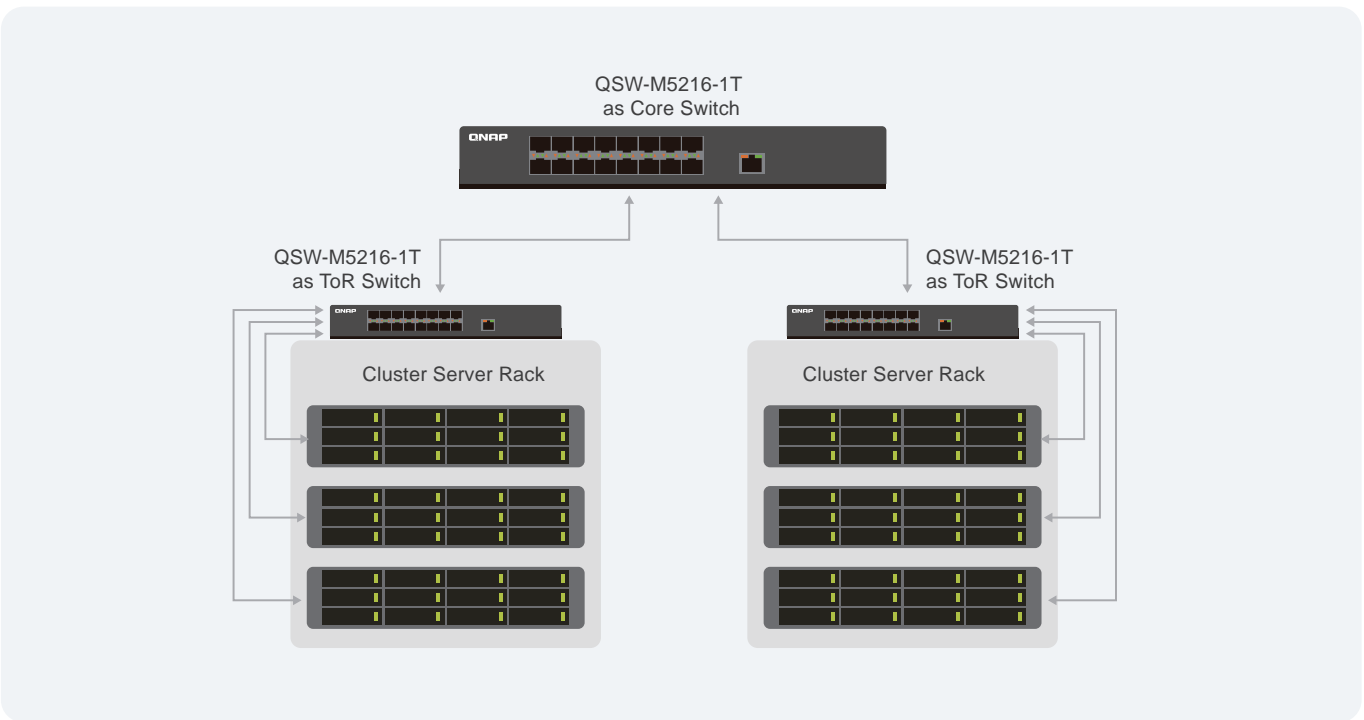 QSW-M5216-1T
as Core Switch
QNAP
QSW-M5216-1T
as ToR Switch
QSW-M5216-1T
as ToR Switch
QNAP
QNAP
Cluster Server Rack
Cluster Server Rack